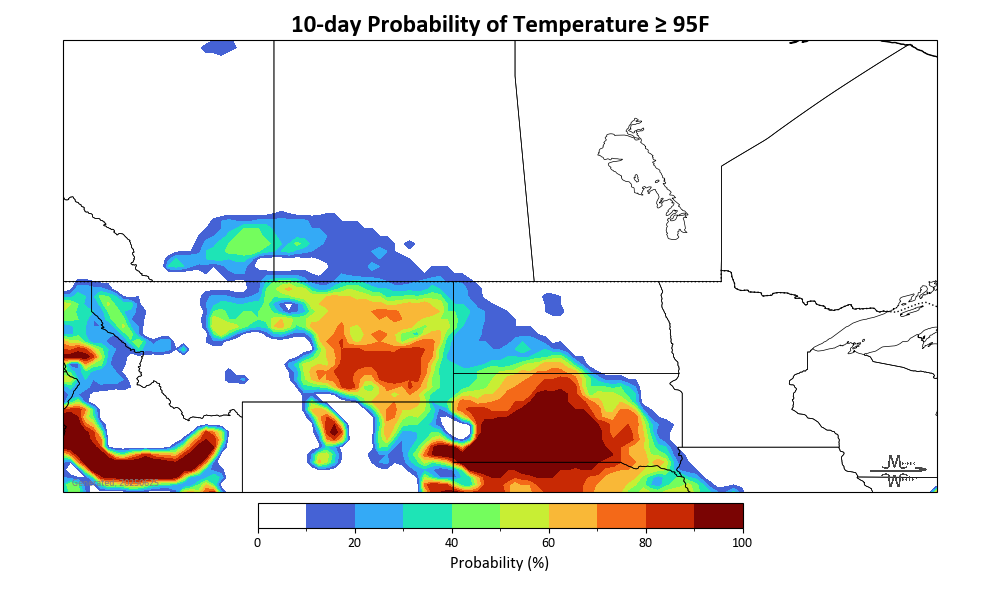 10-day Probability of Temperature ≥ 95F
M
W
0 20 40 60 80 100
Probability (%)